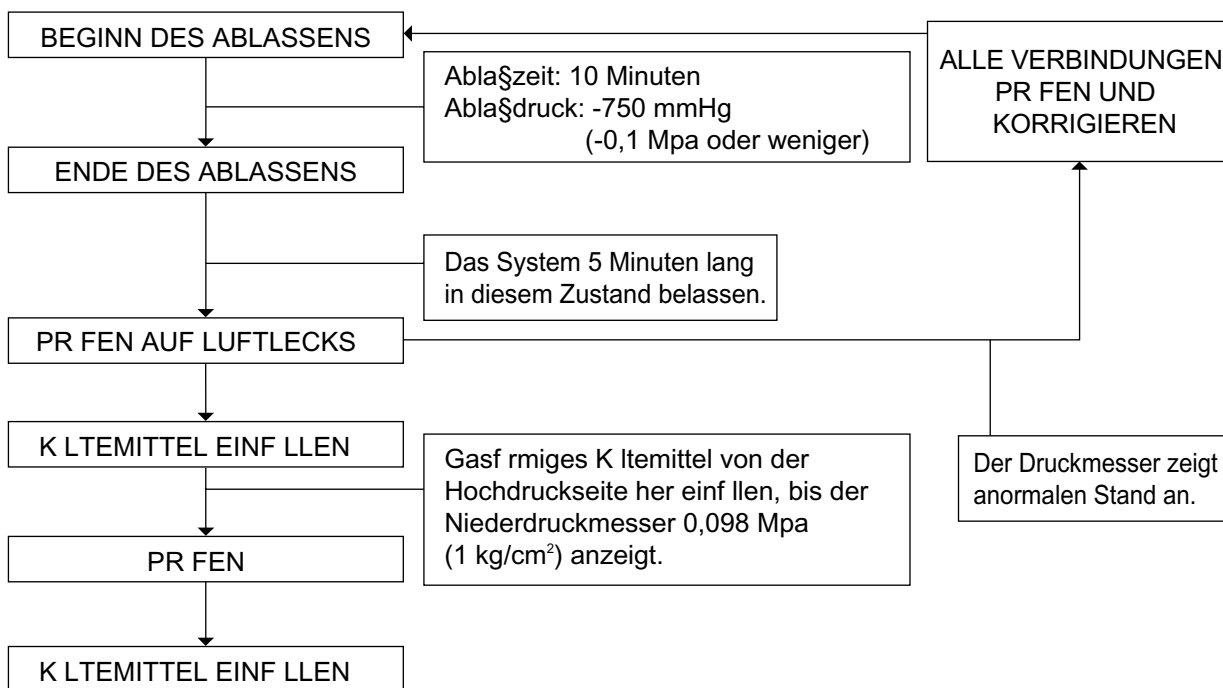 BEGINN DES ABLASSENS
Abla§zeit: 10 Minuten
Abla§druck: -750 mmHg
(-0,1 Mpa oder weniger)
ALLE VERBINDUNGEN
PR FEN UND
KORRIGIEREN
ENDE DES ABLASSENS
Das System 5 Minuten lang
in diesem Zustand belassen.
PR FEN AUF LUFTLECKS
K LTEMITTEL EINF LLEN
Gasf rmiges K ltemittel von der
Hochdruckseite her einf llen, bis der
Niederdruckmesser 0,098 Mpa
(1 kg/cm²) anzeigt.
Der Druckmesser zeigt
anormalen Stand an.
PR FEN
K LTEMITTEL EINF LLEN